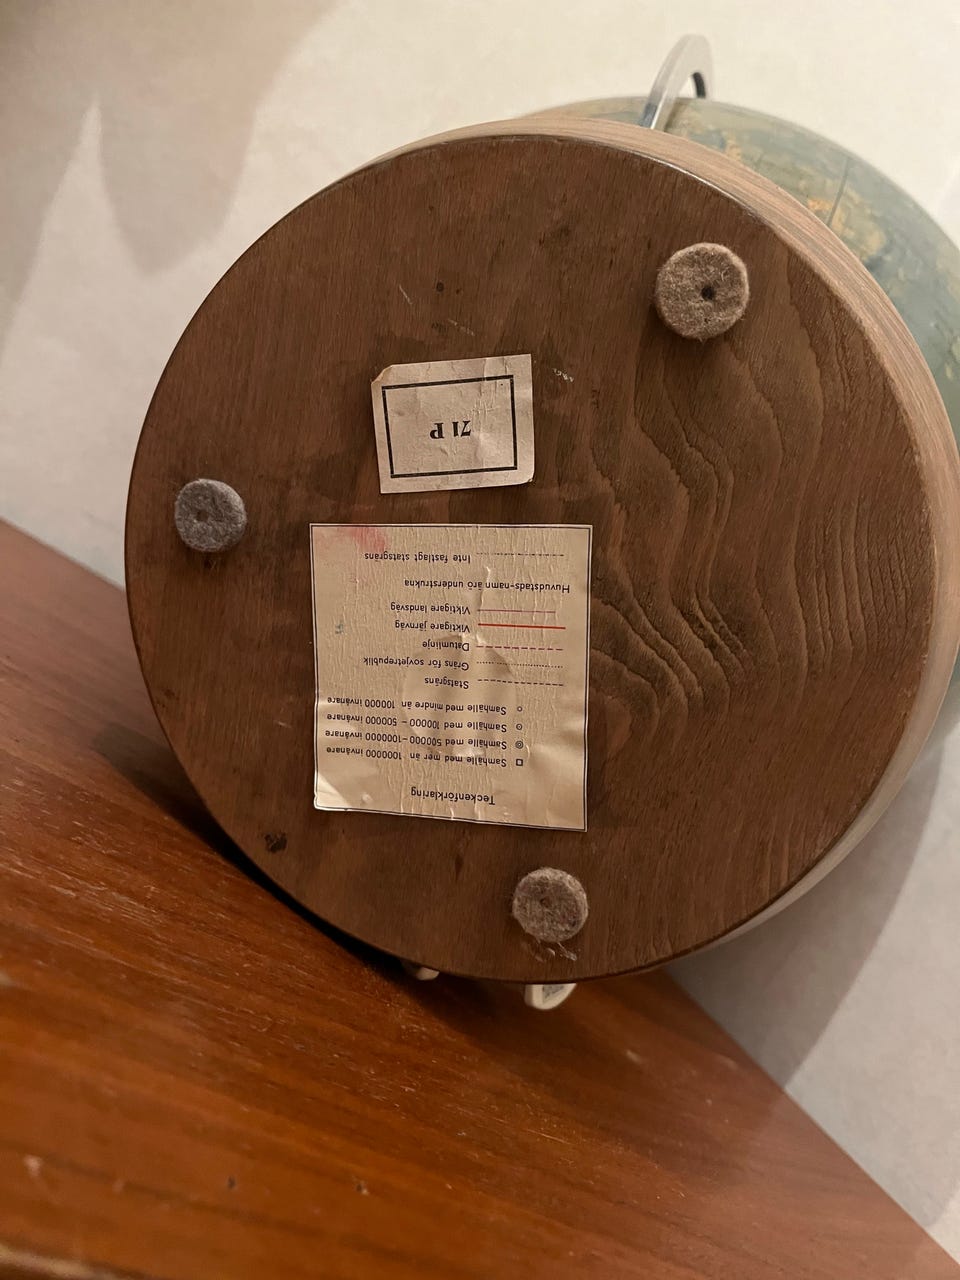 Teckenförklaring
Samhälle med mer än 1000000 invånare
Samhälle med 500000–1000000 invånare
Samhälle med 100000 – 500000 invånare
Samhälle med mindre än 100000 invånare
Statsgräns
Gräns för sovjetrepublik
Datumlinje
Viktigare järnväg
Viktigare landsväg
Huvudstads-namn äro understrukna
Inte fastlagt statsgräns
71 P